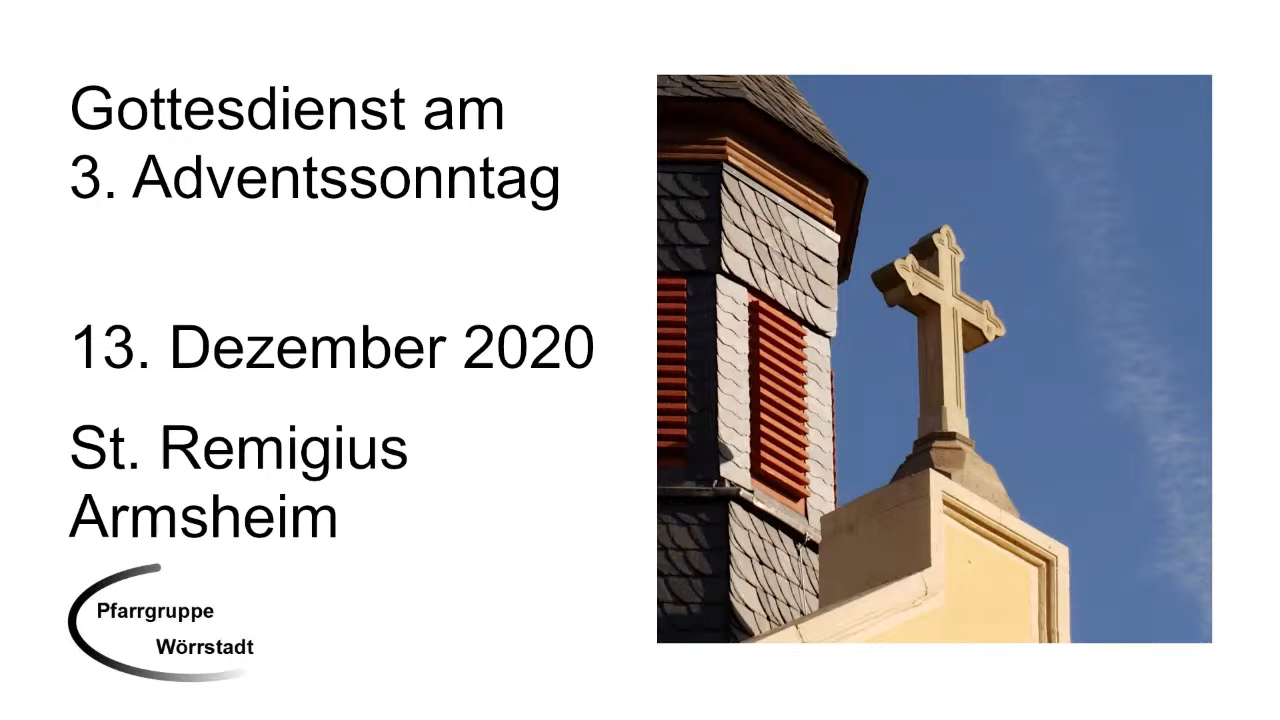 Gottesdienst am
3. Adventssonntag
13. Dezember 2020
St. Remigius
Armsheim
Pfarrgruppe
Wörrstadt